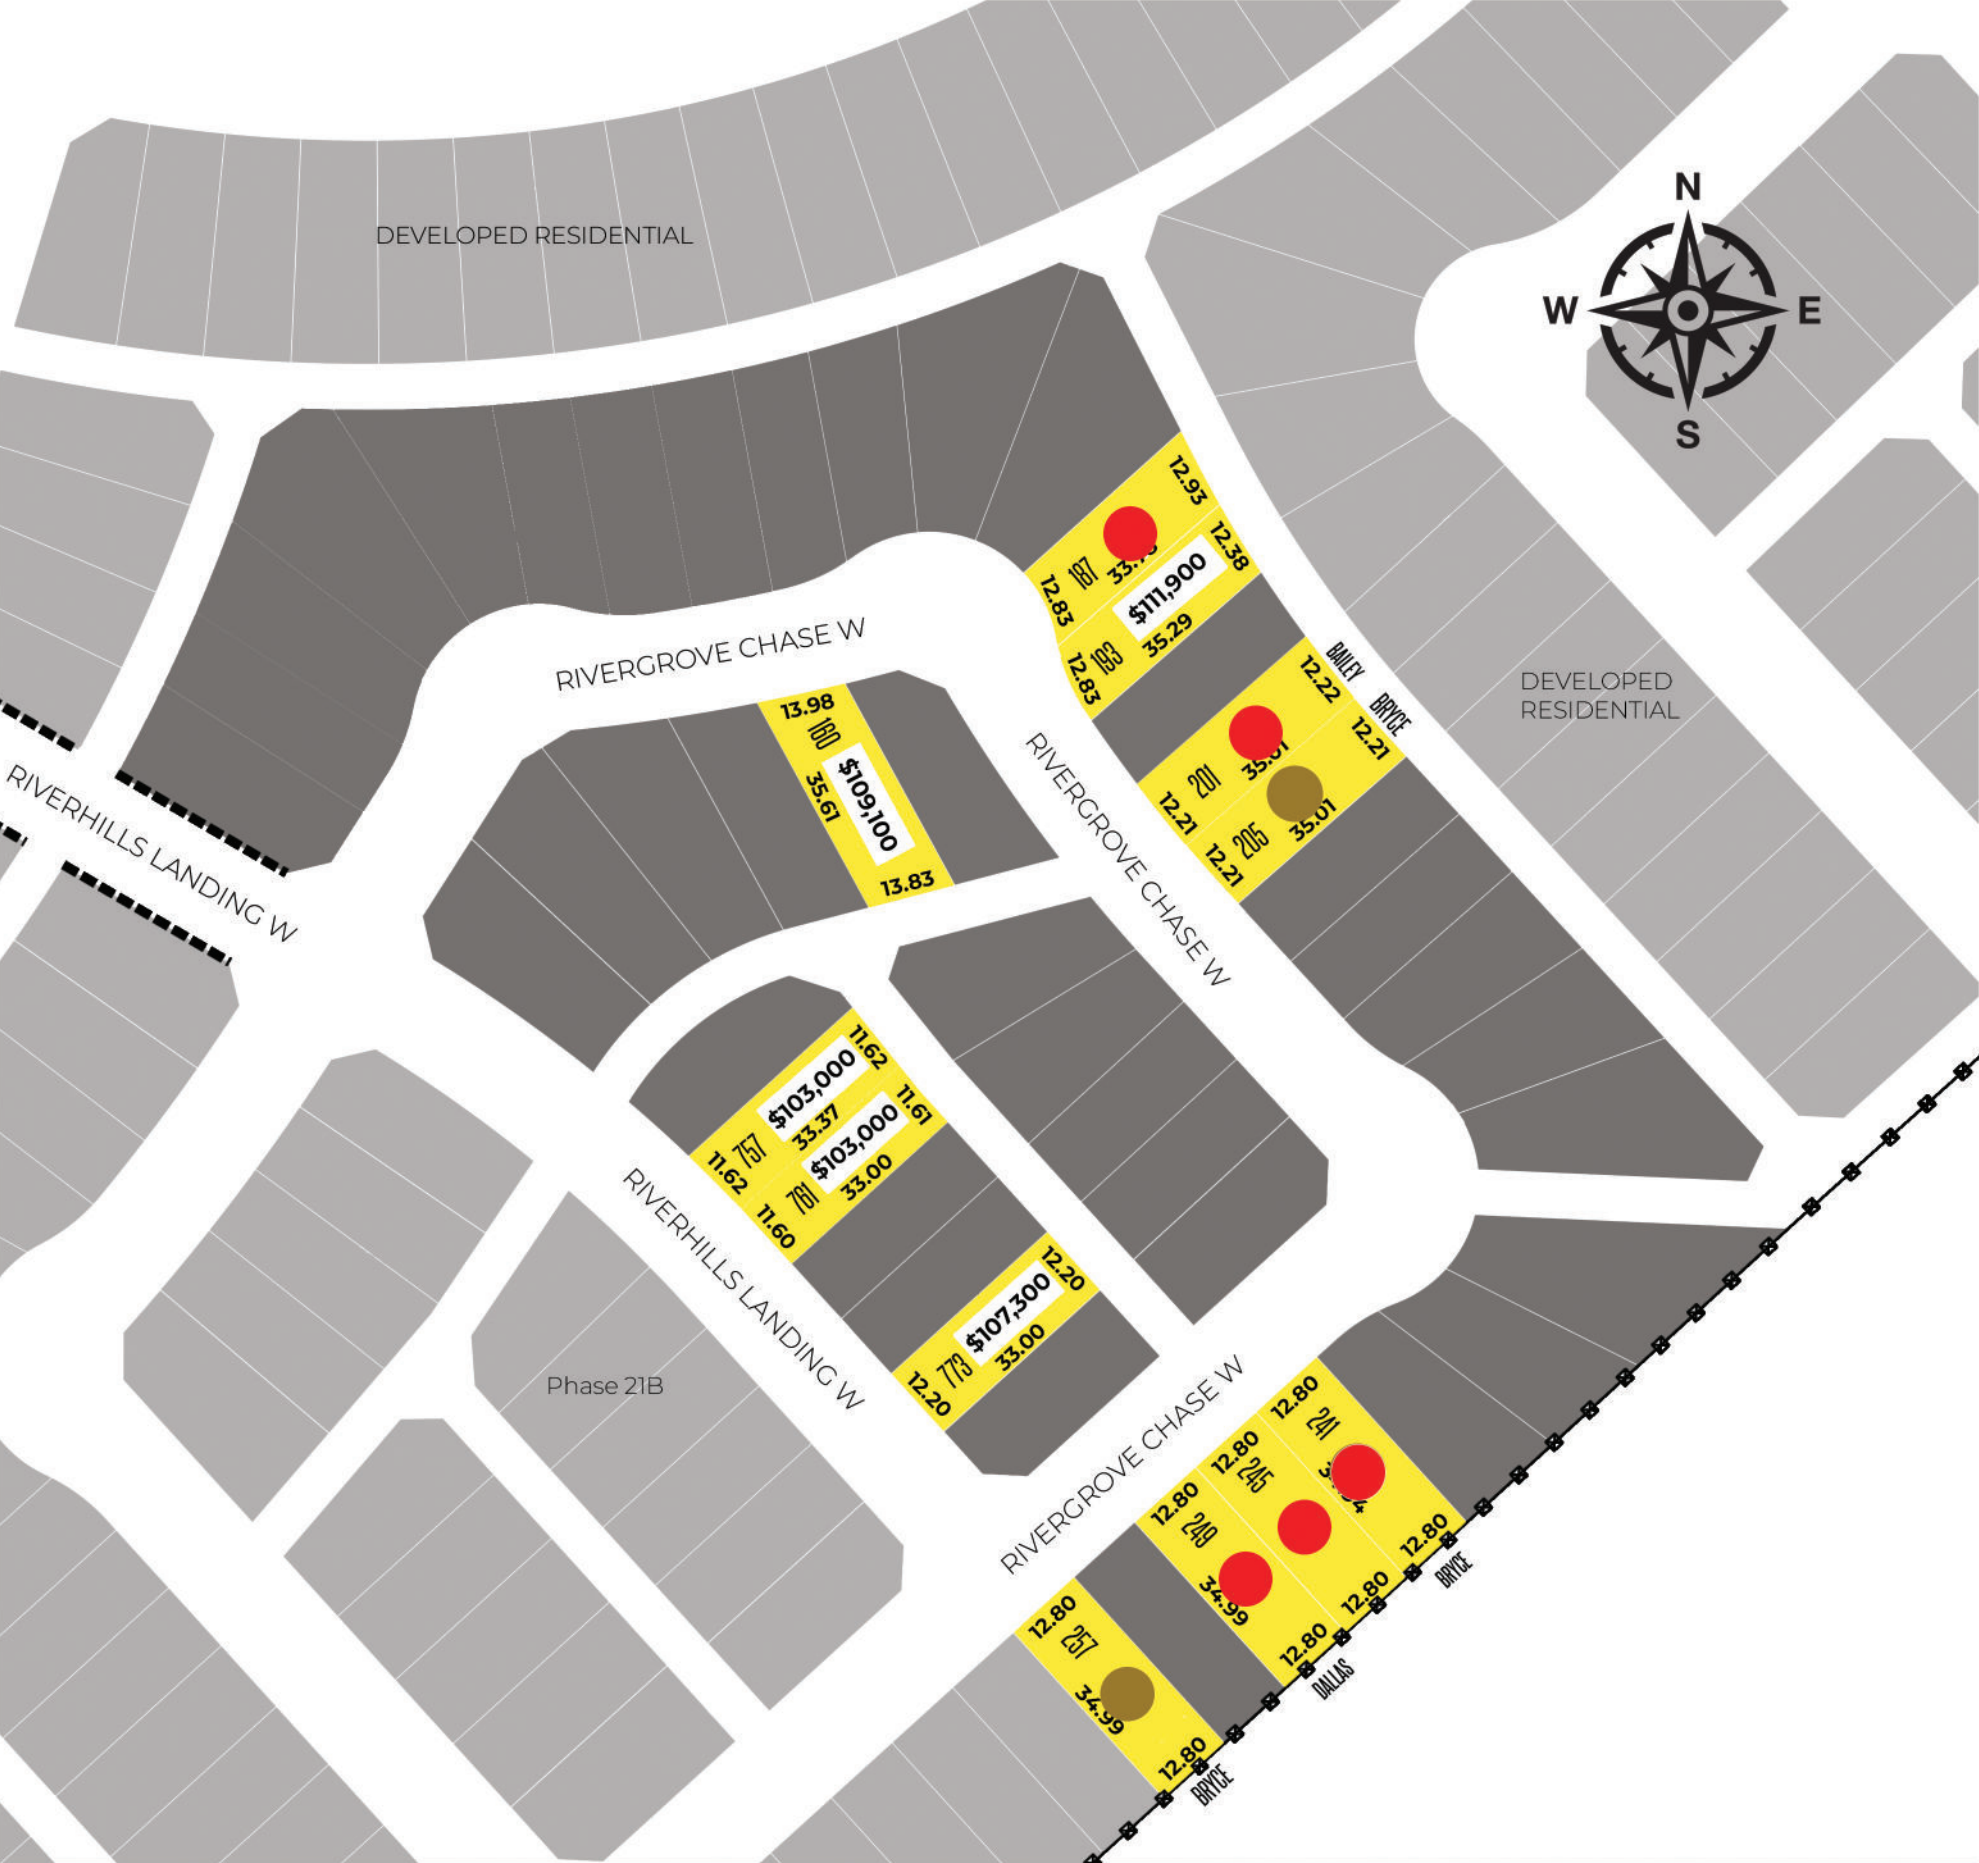 N
DEVELOPED RESIDENTIAL
W
E
S
12.93
187
12.83
12.38
$111,900
193
35.29
12.83
RIVERGROVE CHASE W
BAILEY
BRYCE
12.22
201
12.21
12.21
205
35.01
12.21
DEVELOPED
RESIDENTIAL
13.98
160
$109,100
35.61
13.83
RIVERGROVE CHASE W
RIVERHILLS LANDING W
11.62
$103,000
757
33.37
11.62
11.61
$103,000
761
33.00
11.60
RIVERHILLS LANDING W
12.20
$107,300
773
33.00
12.20
Phase 21B
RIVERGROVE CHASE W
12.80
241
12.80
BRYCE
12.80
245
12.80
12.80
249
34.99
12.80
DALLAS
12.80
257
34.99
12.80
BRYCE